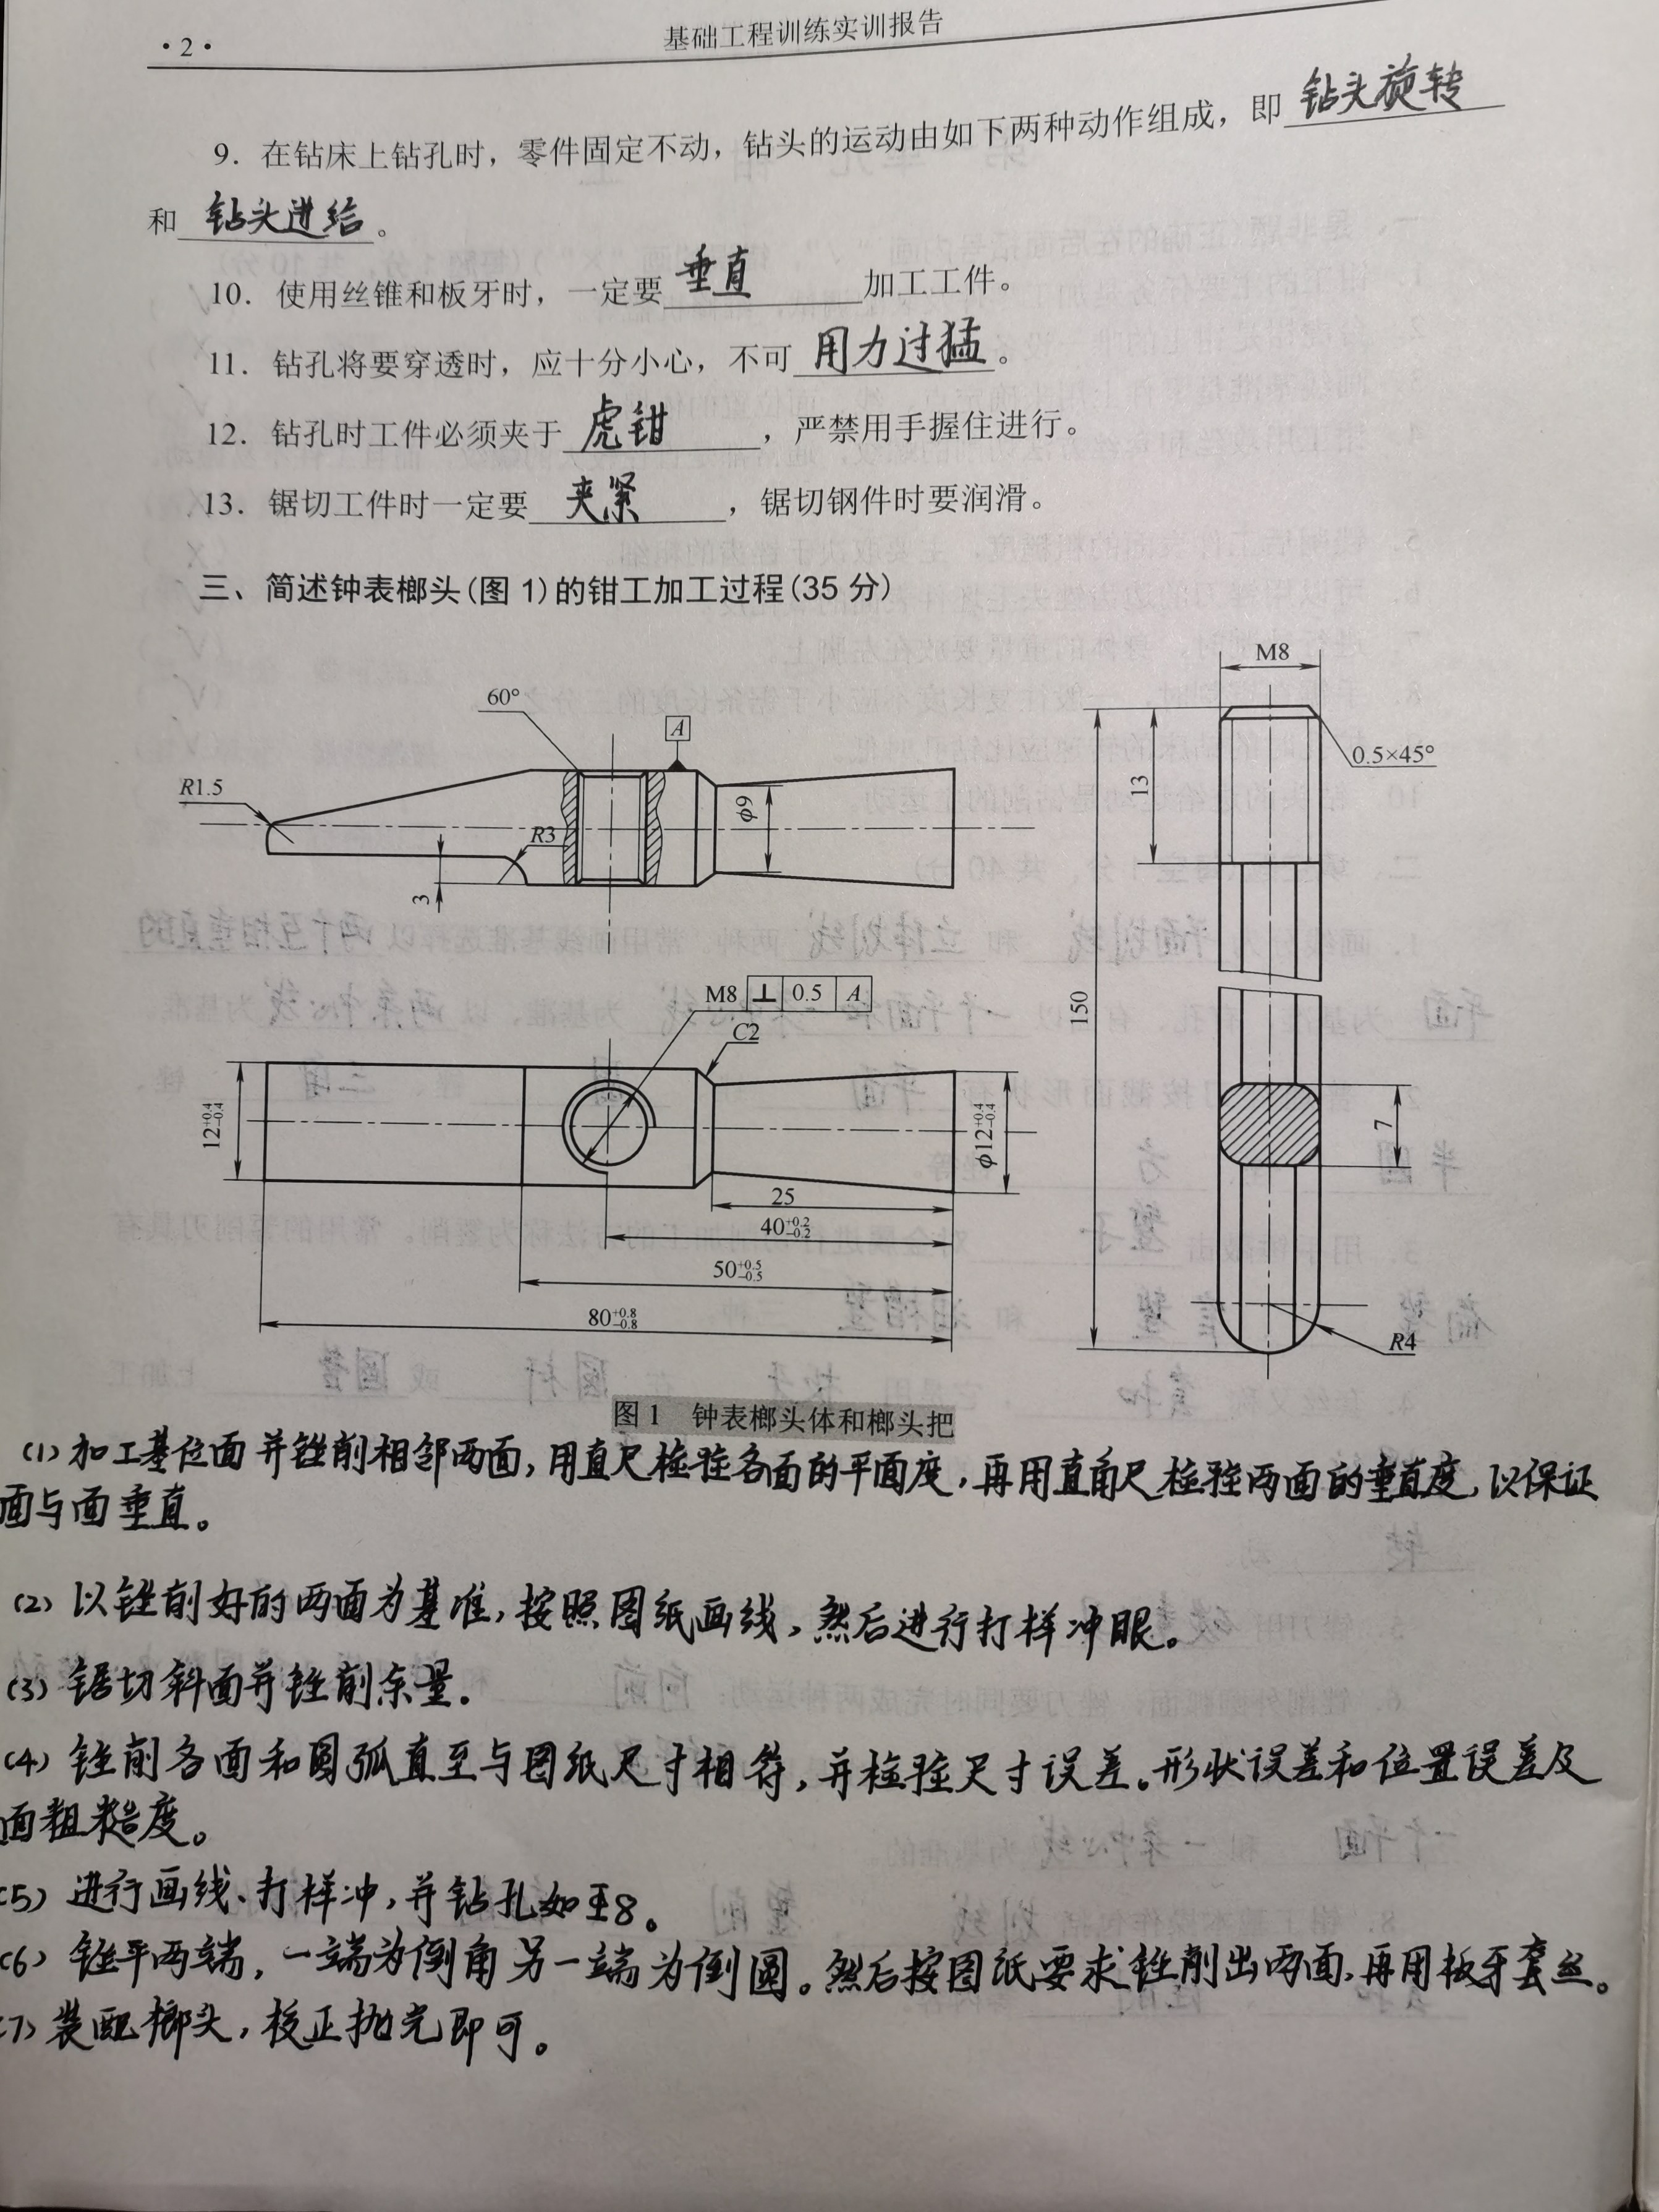 · 2 ·
基础工程训练实训报告
9. 在钻床上钻孔时，零件固定不动，钻头的运动由如下两种动作组成，即 钻头旋转
和 钻头进给 。
10. 使用丝锥和板牙时，一定要 垂直 加工工件。
11. 钻孔将要穿透时，应十分小心，不可 用力过猛 。
12. 钻孔时工件必须夹于 虎钳 ，严禁用手握住进行。
13. 锯切工件时一定要 夹紧 ，锯切钢件时要润滑。
三、简述钟表榔头(图 1)的钳工加工过程(35 分)
M8
60°
A
0.5×45°
R1.5
13
φ9
R3
3
M8 ⊥ 0.5 A
150
C2
12+0.4-0.4
φ12+0.4-0.4
7
25
40+0.2-0.2
50+0.5-0.5
80+0.8-0.8
R4
图 1 钟表榔头体和榔头把
(1) 加工基位面并锉削相邻两面,用直尺检验各面的平面度,再用直角尺检验两面的垂直度,以保证
面与面垂直。
(2) 以锉削好的两面为基准,按照图纸画线,然后进行打样冲眼。
(3) 锯切斜面并锉削余量.
(4) 锉削各面和圆弧直至与图纸尺寸相符,并检验尺寸误差。形状误差和位置误差及
面粗糙度。
(5) 进行画线、打样冲,并钻孔如至8。
(6) 锉平两端,一端为倒角另一端为倒圆。然后按图纸要求锉削出两面,再用板牙套丝。
(7) 装配榔头,校正抛光即可。